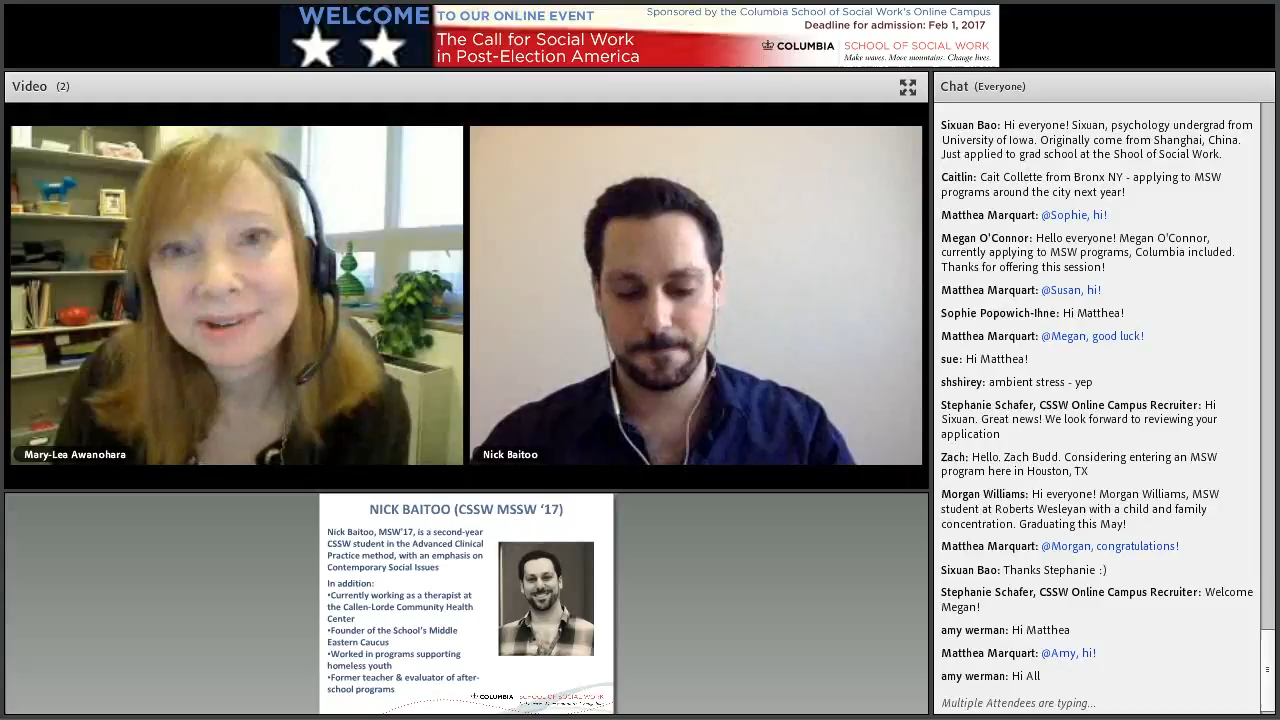 WELCOME TO OUR ONLINE EVENT
The Call for Social Work
in Post-Election America
Sponsored by the Columbia School of Social Work's Online Campus
Deadline for admission: Feb 1, 2017
COLUMBIA SCHOOL OF SOCIAL WORK
Make waves. Move mountains. Change lives.
Video (2)
Mary-Lea Awanohara
Nick Baitoo
NICK BAITOO (CSSW MSSW '17)
Nick Baitoo, MSW'17, is a second-year
CSSW student in the Advanced Clinical
Practice method, with an emphasis on
Contemporary Social Issues
In addition:
•Currently working as a therapist at
the Callen-Lorde Community Health
Center
•Founder of the School's Middle
Eastern Caucus
•Worked in programs supporting
homeless youth
•Former teacher & evaluator of after-
school programs
COLUMBIA SCHOOL OF SOCIAL WORK
Chat (Everyone)
Sixuan Bao: Hi everyone! Sixuan, psychology undergrad from
University of Iowa. Originally come from Shanghai, China.
Just applied to grad school at the Shool of Social Work.
Caitlin: Cait Collette from Bronx NY - applying to MSW
programs around the city next year!
Matthea Marquart: @Sophie, hi!
Megan O'Connor: Hello everyone! Megan O'Connor,
currently applying to MSW programs, Columbia included.
Thanks for offering this session!
Matthea Marquart: @Susan, hi!
Sophie Popowich-Ihne: Hi Matthea!
Matthea Marquart: @Megan, good luck!
sue: Hi Matthea!
shshirey: ambient stress - yep
Stephanie Schafer, CSSW Online Campus Recruiter: Hi
Sixuan. Great news! We look forward to reviewing your
application
Zach: Hello. Zach Budd. Considering entering an MSW
program here in Houston, TX
Morgan Williams: Hi everyone! Morgan Williams, MSW
student at Roberts Wesleyan with a child and family
concentration. Graduating this May!
Matthea Marquart: @Morgan, congratulations!
Sixuan Bao: Thanks Stephanie :)
Stephanie Schafer, CSSW Online Campus Recruiter: Welcome
Megan!
amy werman: Hi Matthea
Matthea Marquart: @Amy, hi!
amy werman: Hi All
Multiple Attendees are typing...